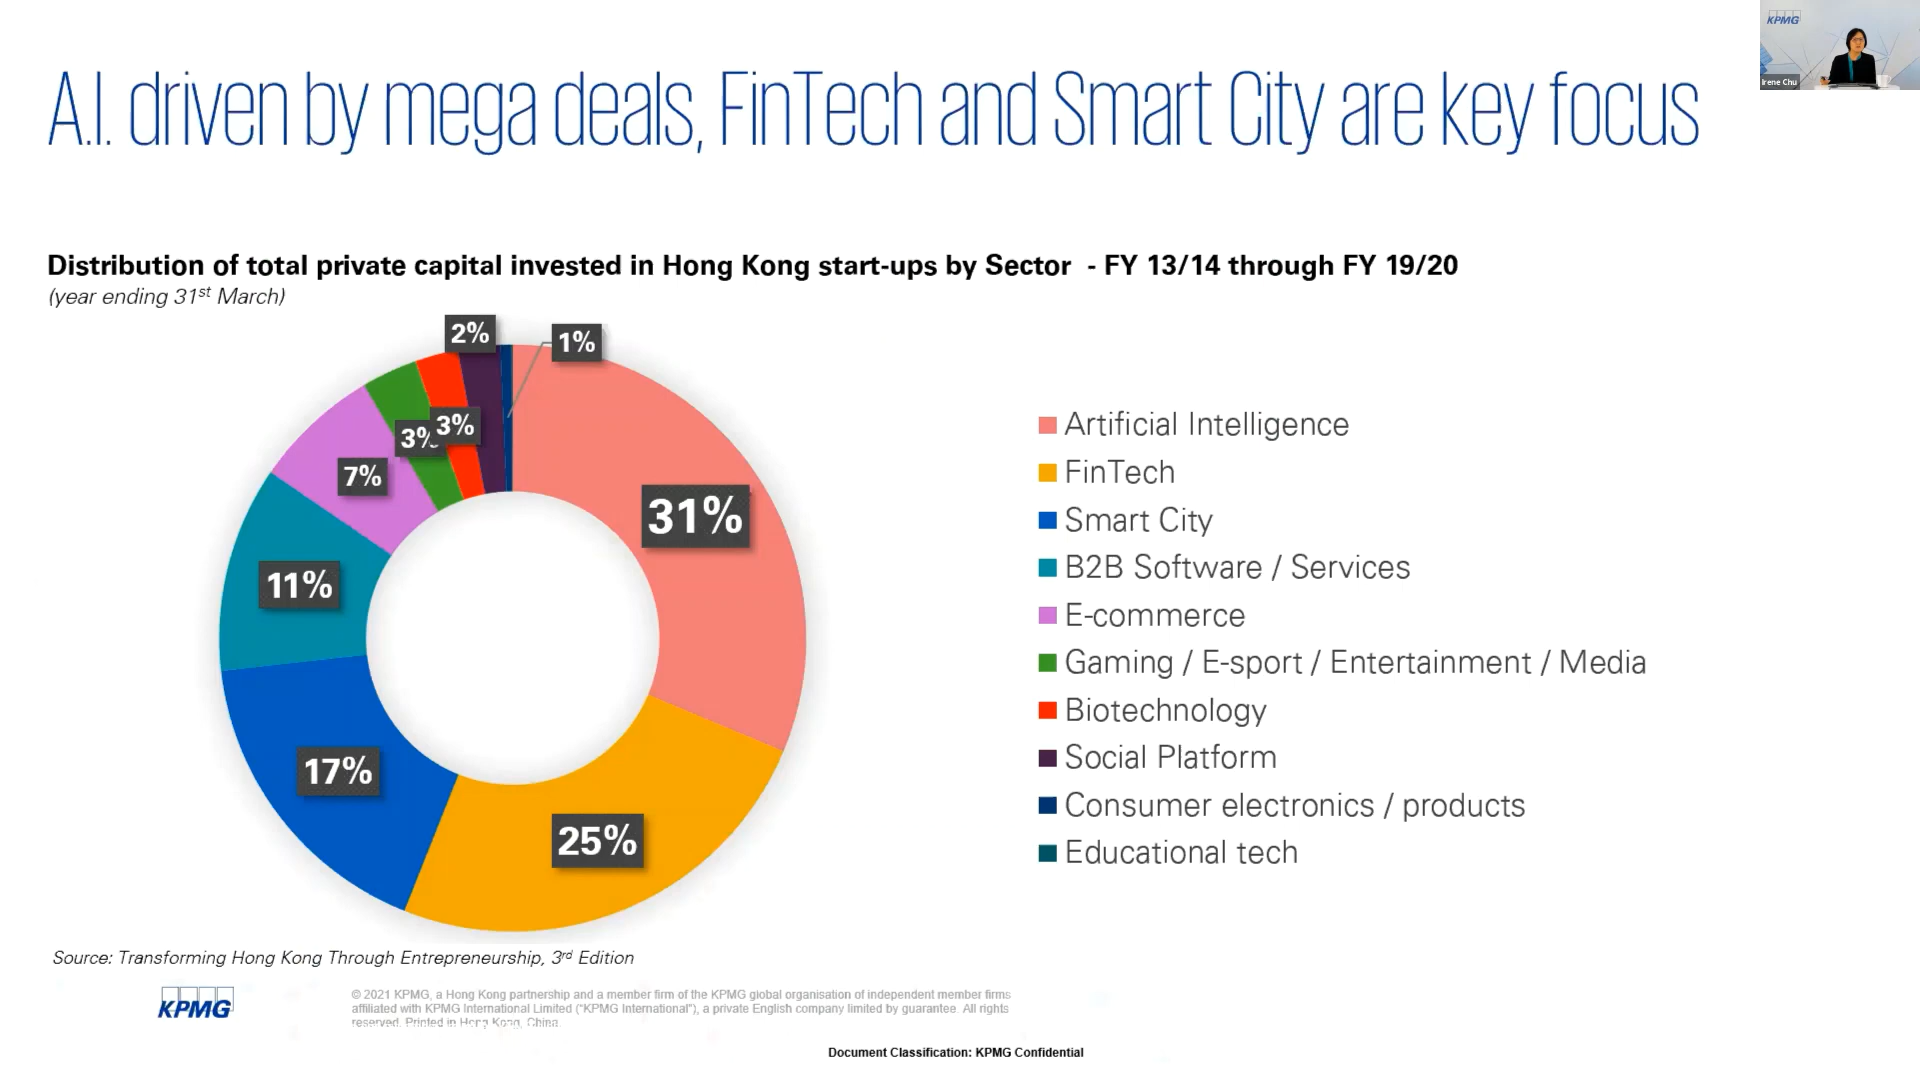 KPMG
Irene Chu
A.I. driven by mega deals, FinTech and Smart City are key focus
Distribution of total private capital invested in Hong Kong start-ups by Sector - FY 13/14 through FY 19/20
(year ending 31st March)
2%
1%
3%
3%
7%
31%
11%
17%
25%
Artificial Intelligence
FinTech
Smart City
B2B Software / Services
E-commerce
Gaming / E-sport / Entertainment / Media
Biotechnology
Social Platform
Consumer electronics / products
Educational tech
Source: Transforming Hong Kong Through Entrepreneurship, 3rd Edition
KPMG
© 2021 KPMG, a Hong Kong partnership and a member firm of the KPMG global organisation of independent member firms
affiliated with KPMG International Limited ("KPMG International"), a private English company limited by guarantee. All rights
reserved. Printed in Hong Kong, China.
Document Classification: KPMG Confidential